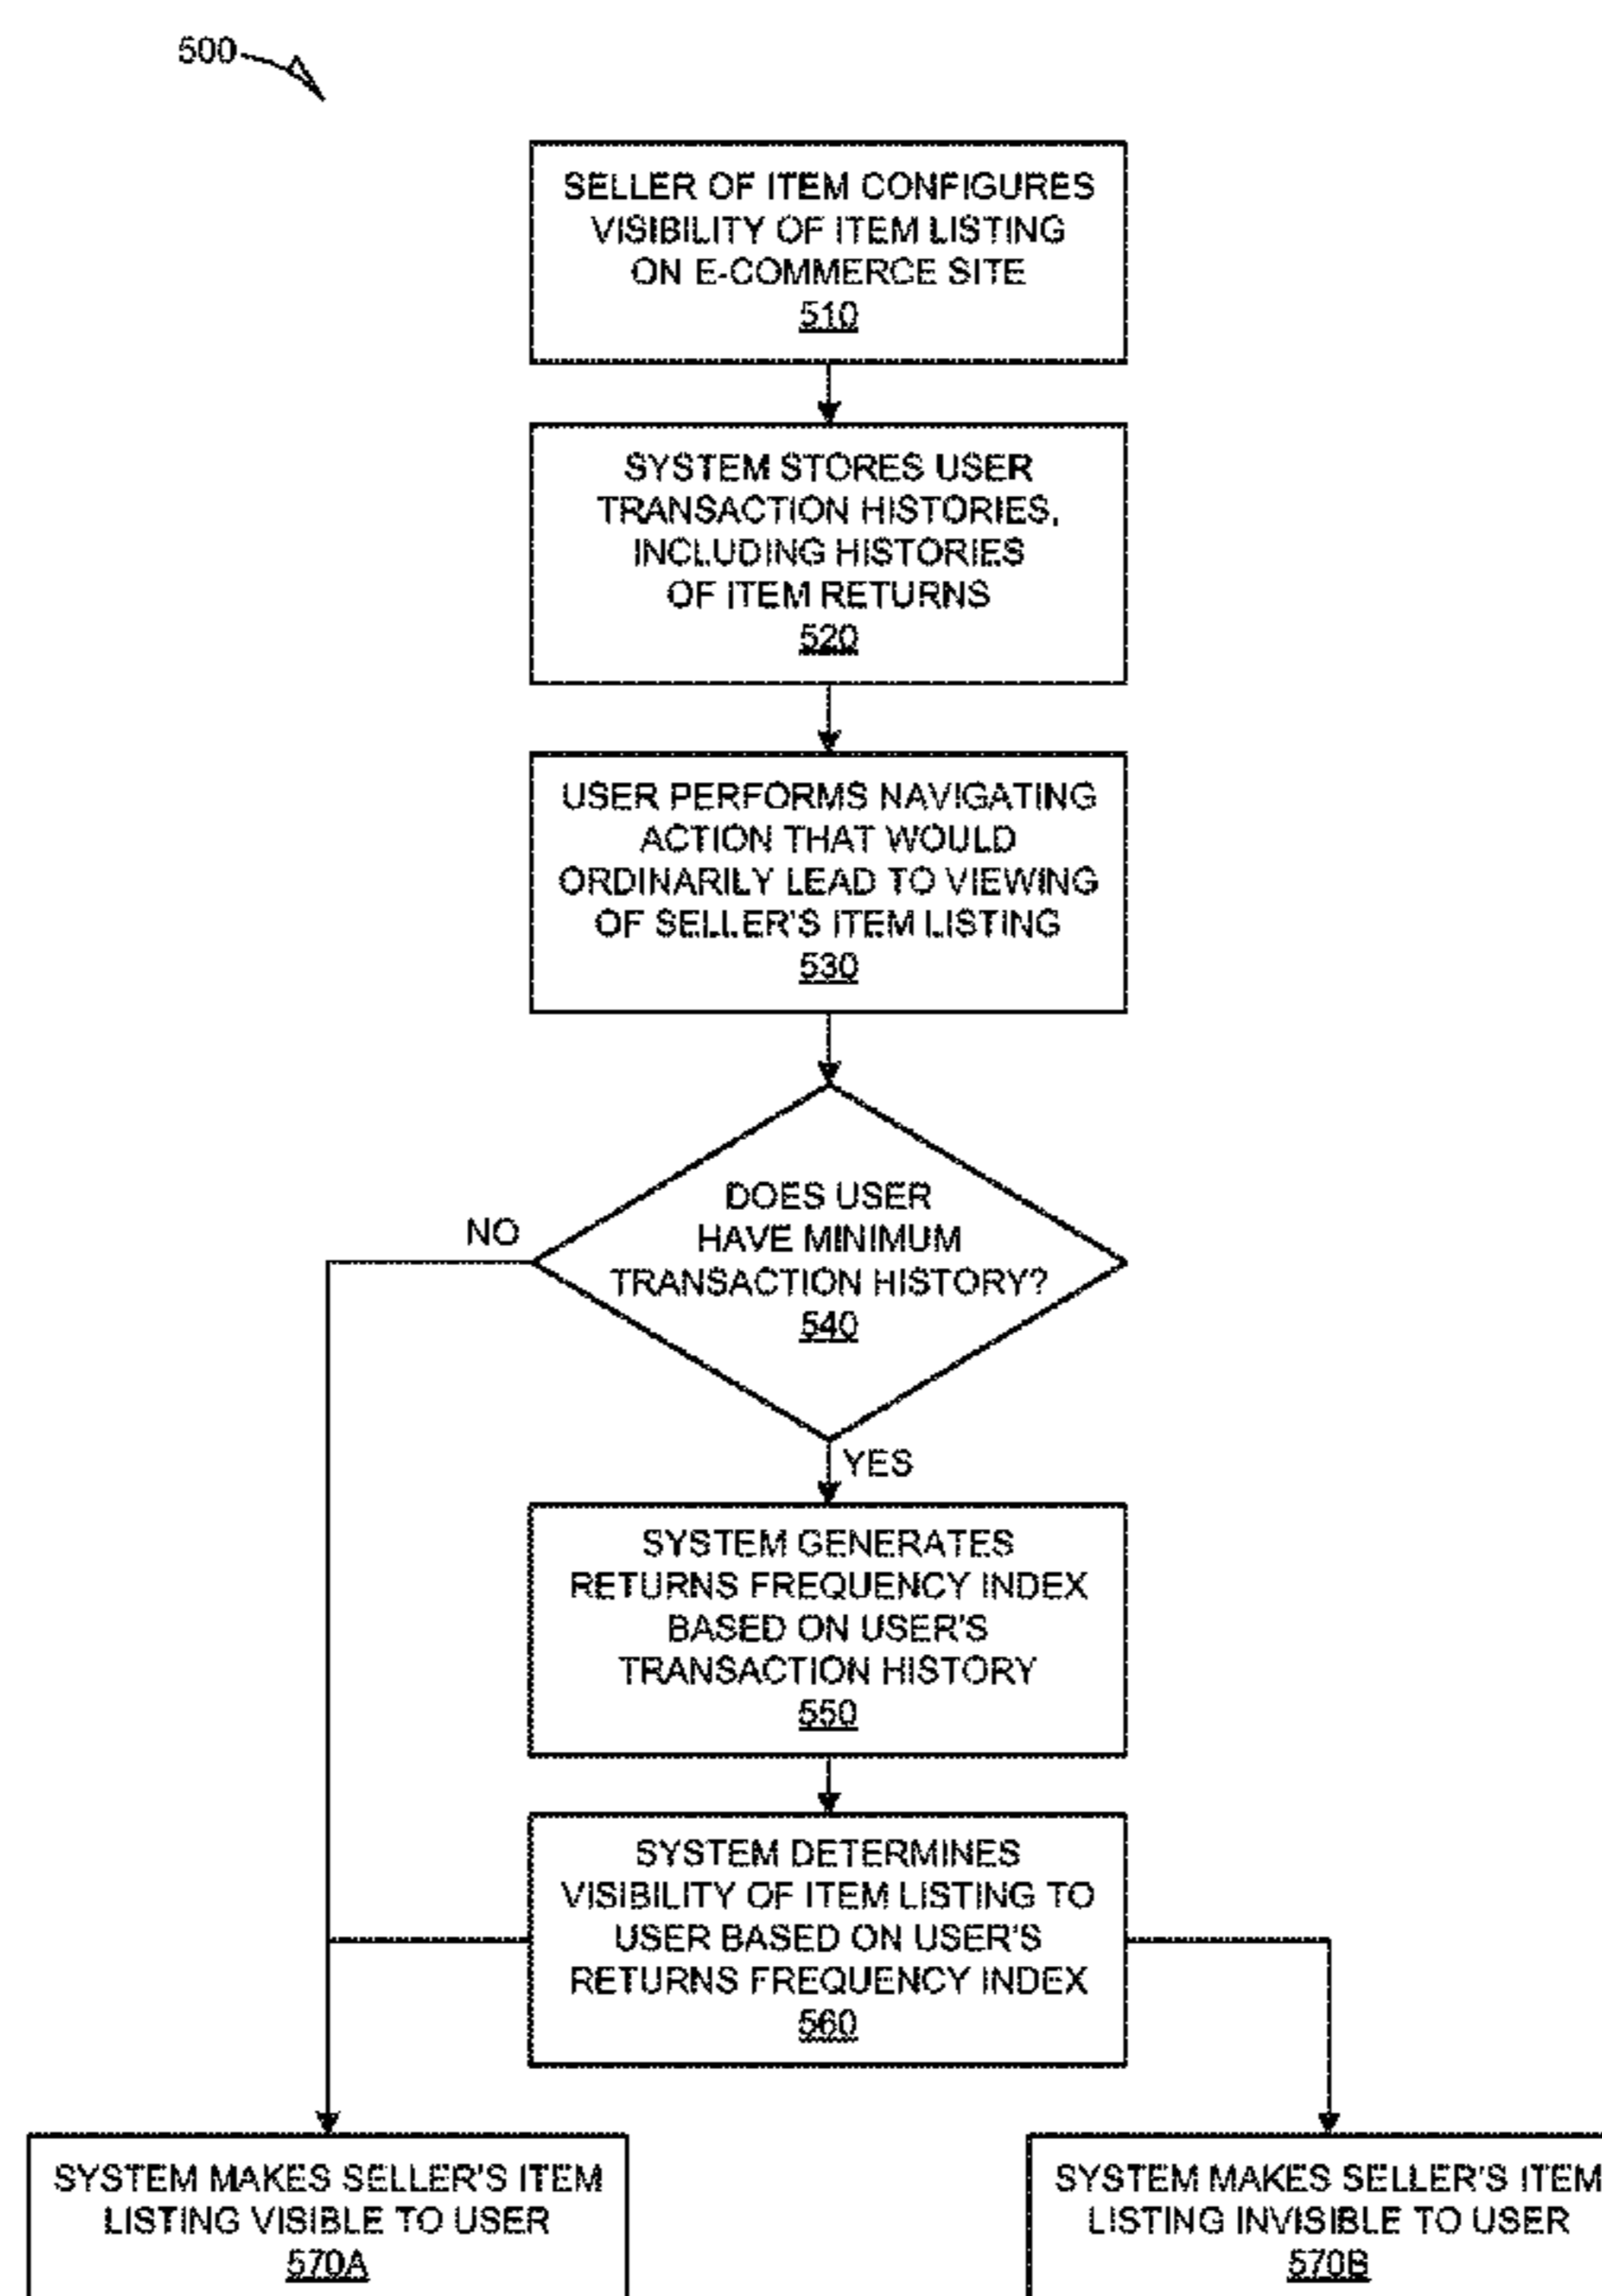 500
SELLER OF ITEM CONFIGURES
VISIBILITY OF ITEM LISTING
ON E-COMMERCE SITE
510
SYSTEM STORES USER
TRANSACTION HISTORIES,
INCLUDING HISTORIES
OF ITEM RETURNS
520
USER PERFORMS NAVIGATING
ACTION THAT WOULD
ORDINARILY LEAD TO VIEWING
OF SELLER'S ITEM LISTING
530
DOES USER
HAVE MINIMUM
TRANSACTION HISTORY?
540
NO
YES
SYSTEM GENERATES
RETURNS FREQUENCY INDEX
BASED ON USER'S
TRANSACTION HISTORY
550
SYSTEM DETERMINES
VISIBILITY OF ITEM LISTING TO
USER BASED ON USER'S
RETURNS FREQUENCY INDEX
560
SYSTEM MAKES SELLER'S ITEM
LISTING VISIBLE TO USER
570A
SYSTEM MAKES SELLER'S ITEM
LISTING INVISIBLE TO USER
570B